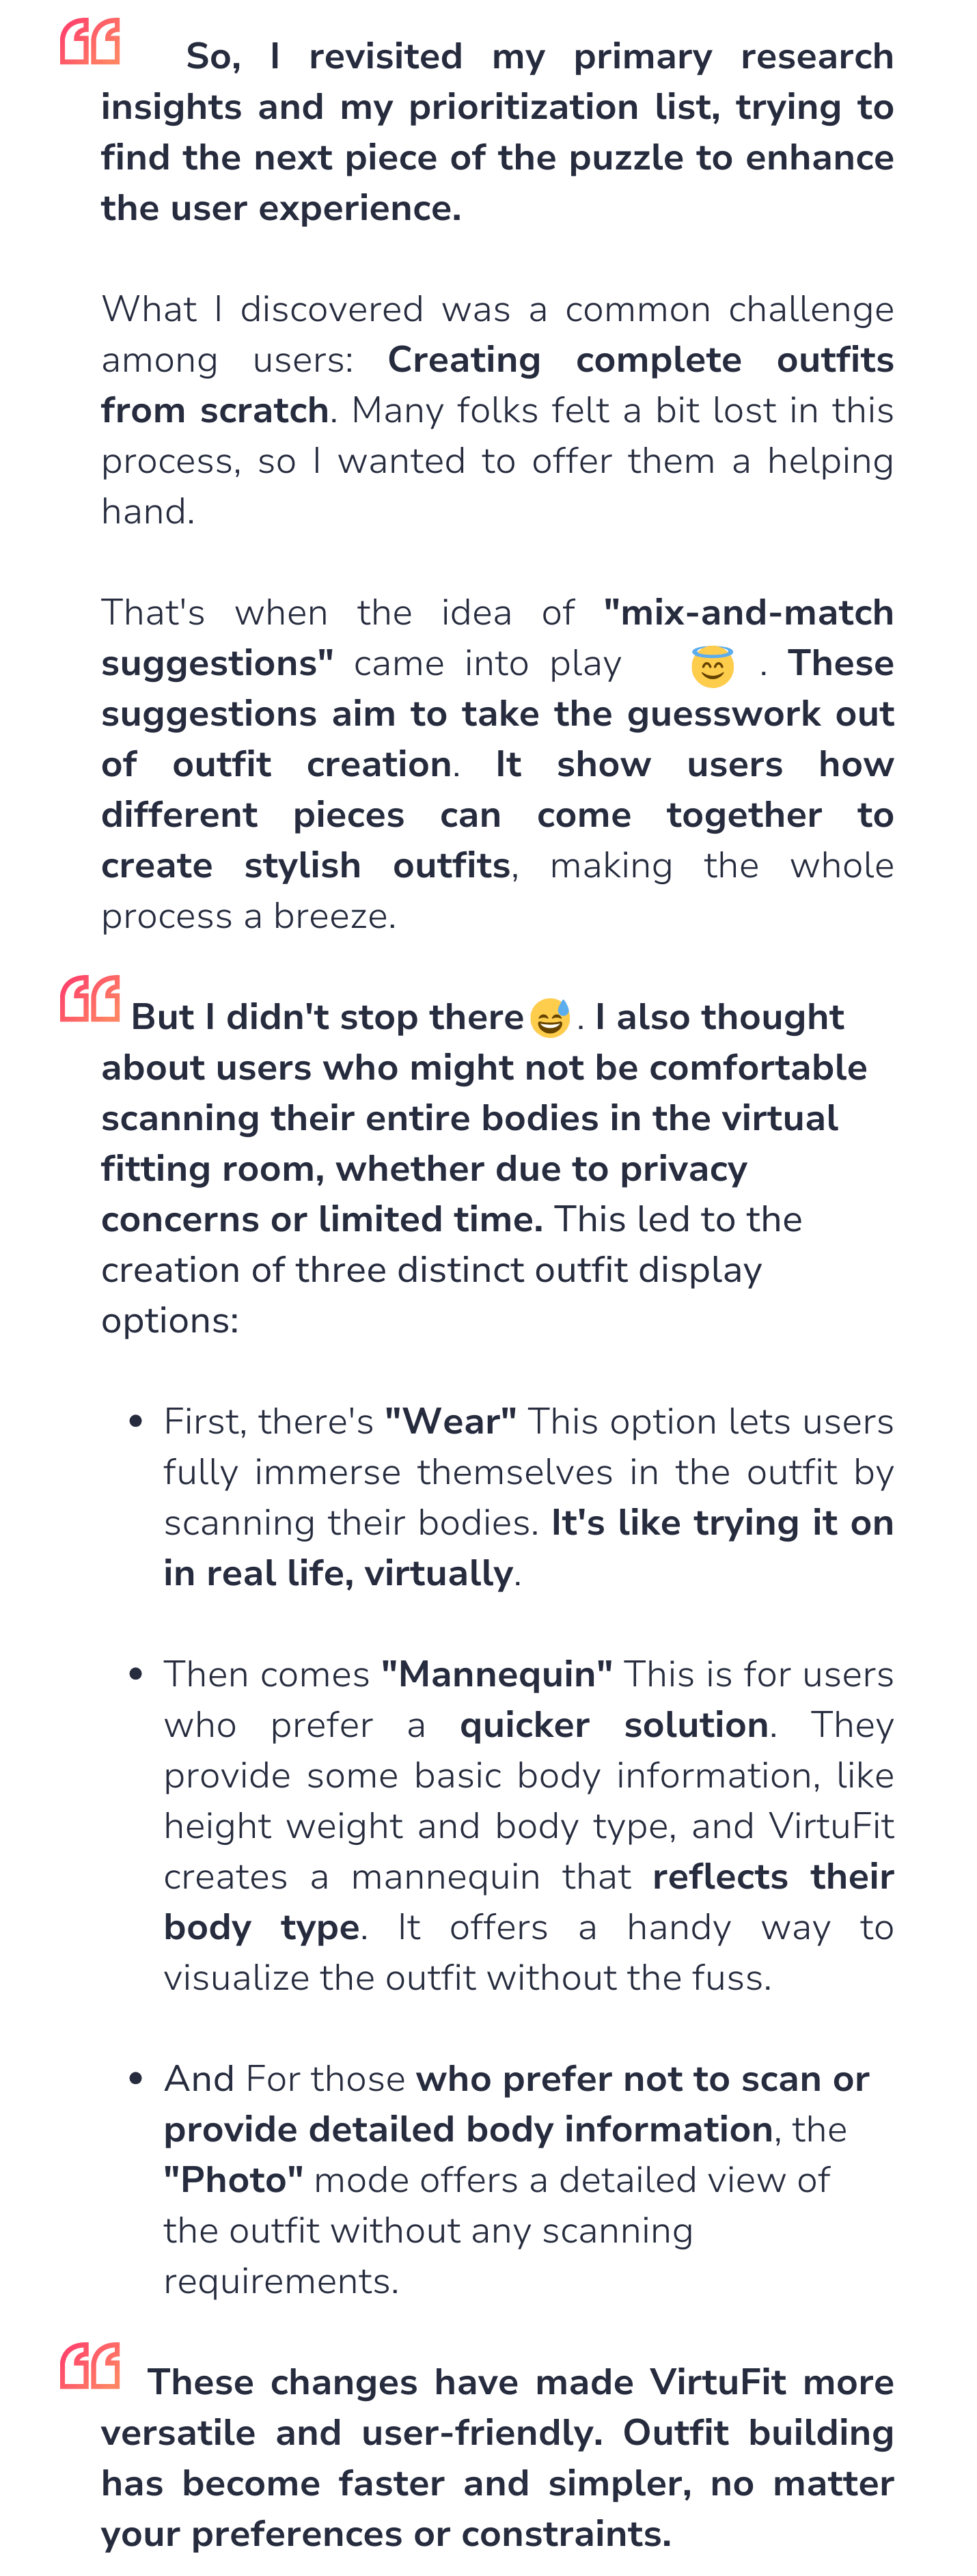 So, I revisited my primary research
insights and my prioritization list, trying to
find the next piece of the puzzle to enhance
the user experience.
What I discovered was a common challenge
among users: Creating complete outfits
from scratch. Many folks felt a bit lost in this
process, so I wanted to offer them a helping
hand.
That's when the idea of "mix-and-match
suggestions" came into play 😇 . These
suggestions aim to take the guesswork out
of outfit creation. It show users how
different pieces can come together to
create stylish outfits, making the whole
process a breeze.
But I didn't stop there😅. I also thought
about users who might not be comfortable
scanning their entire bodies in the virtual
fitting room, whether due to privacy
concerns or limited time. This led to the
creation of three distinct outfit display
options:
• First, there's "Wear" This option lets users
fully immerse themselves in the outfit by
scanning their bodies. It's like trying it on
in real life, virtually.
• Then comes "Mannequin" This is for users
who prefer a quicker solution. They
provide some basic body information, like
height weight and body type, and VirtuFit
creates a mannequin that reflects their
body type. It offers a handy way to
visualize the outfit without the fuss.
• And For those who prefer not to scan or
provide detailed body information, the
"Photo" mode offers a detailed view of
the outfit without any scanning
requirements.
These changes have made VirtuFit more
versatile and user-friendly. Outfit building
has become faster and simpler, no matter
your preferences or constraints.